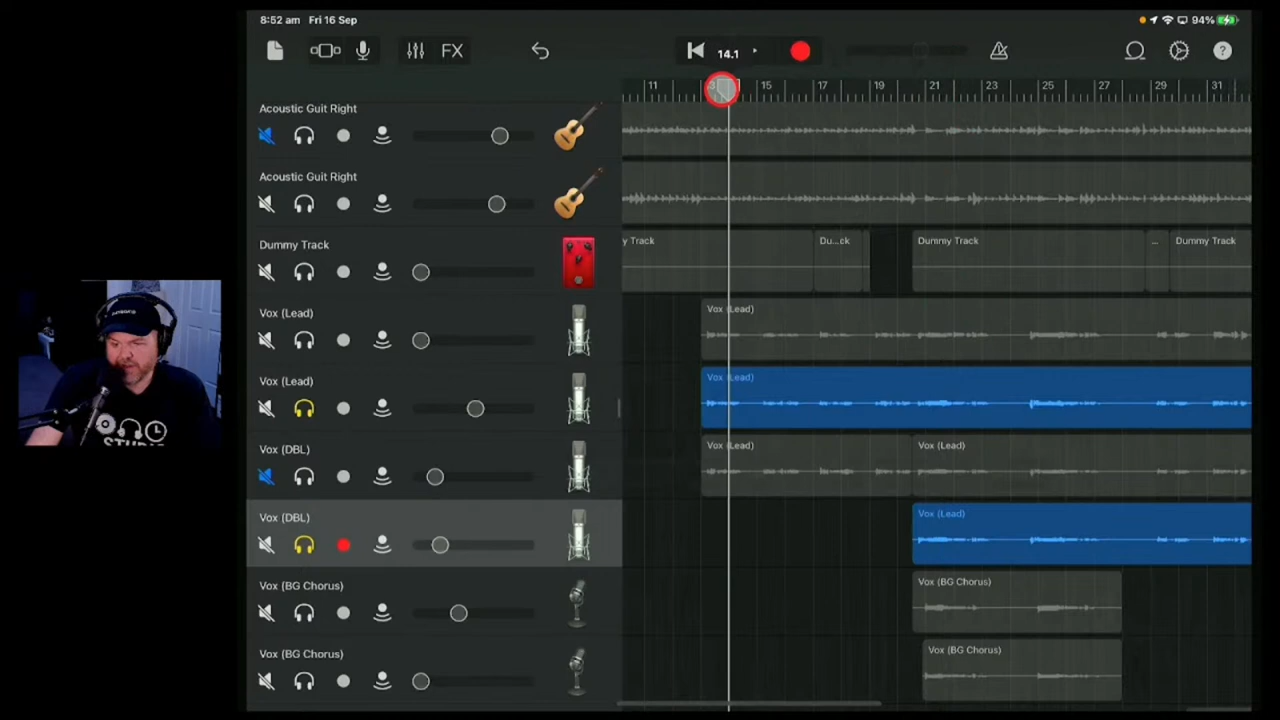 8:52 am Fri 16 Sep
94%
FX
14.1
?
11 15 17 19 21 23 25 27 29 31
Acoustic Guit Right
Acoustic Guit Right
Dummy Track
y Track
Du...ck
Dummy Track
...
Dummy Track
Vox (Lead)
Vox (Lead)
Vox (Lead)
Vox (Lead)
Vox (DBL)
Vox (Lead)
Vox (Lead)
Vox (DBL)
Vox (Lead)
Vox (BG Chorus)
Vox (BG Chorus)
Vox (BG Chorus)
Vox (BG Chorus)